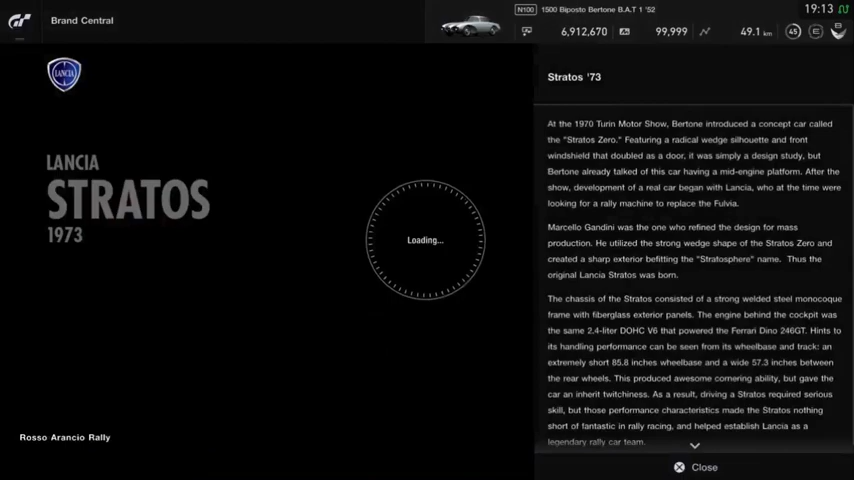 GT
Brand Central
N100 1500 Biposto Bertone B.A.T 1 '52
19:13
6,912,670
99,999
49.1 km
45
E
LANCIA
LANCIA
STRATOS
1973
Loading...
Rosso Arancio Rally
Stratos '73
At the 1970 Turin Motor Show, Bertone introduced a concept car called
the "Stratos Zero." Featuring a radical wedge silhouette and front
windshield that doubled as a door, it was simply a design study, but
Bertone already talked of this car having a mid-engine platform. After the
show, development of a real car began with Lancia, who at the time were
looking for a rally machine to replace the Fulvia.
Marcello Gandini was the one who refined the design for mass
production. He utilized the strong wedge shape of the Stratos Zero and
created a sharp exterior befitting the "Stratosphere" name. Thus the
original Lancia Stratos was born.
The chassis of the Stratos consisted of a strong welded steel monocoque
frame with fiberglass exterior panels. The engine behind the cockpit was
the same 2.4-liter DOHC V6 that powered the Ferrari Dino 246GT. Hints to
its handling performance can be seen from its wheelbase and track: an
extremely short 85.8 inches wheelbase and a wide 57.3 inches between
the rear wheels. This produced awesome cornering ability, but gave the
car an inherit twitchiness. As a result, driving a Stratos required serious
skill, but those performance characteristics made the Stratos nothing
short of fantastic in rally racing, and helped establish Lancia as a
legendary rally car team.
Close